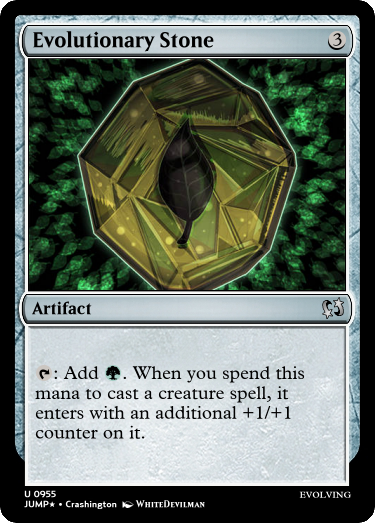 Evolutionary Stone 3
Artifact
: Add . When you spend this
mana to cast a creature spell, it
enters with an additional +1/+1
counter on it.
U 0955 EVOLVING
JUMP★ • Crashington WhiteDevilman